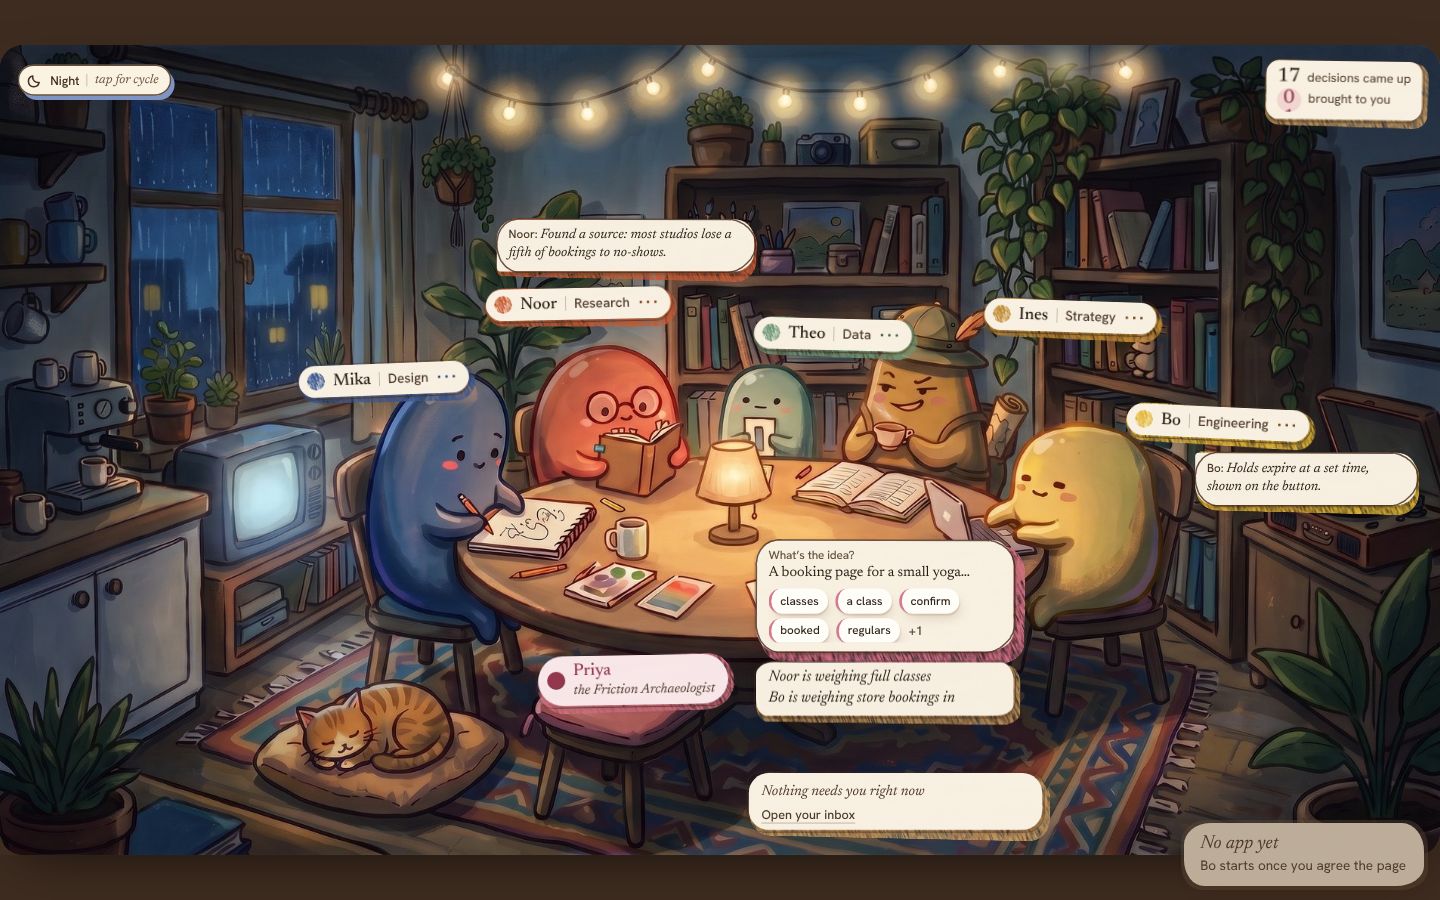 Night tap for cycle
17 decisions came up
0 brought to you
Noor: Found a source: most studios lose a
fifth of bookings to no-shows.
Noor Research
Ines Strategy
Theo Data
Mika Design
Bo Engineering
Bo: Holds expire at a set time,
shown on the button.
What's the idea?
A booking page for a small yoga...
classes a class confirm
booked regulars +1
Priya
the Friction Archaeologist
Noor is weighing full classes
Bo is weighing store bookings in
Nothing needs you right now
Open your inbox
No app yet
Bo starts once you agree the page